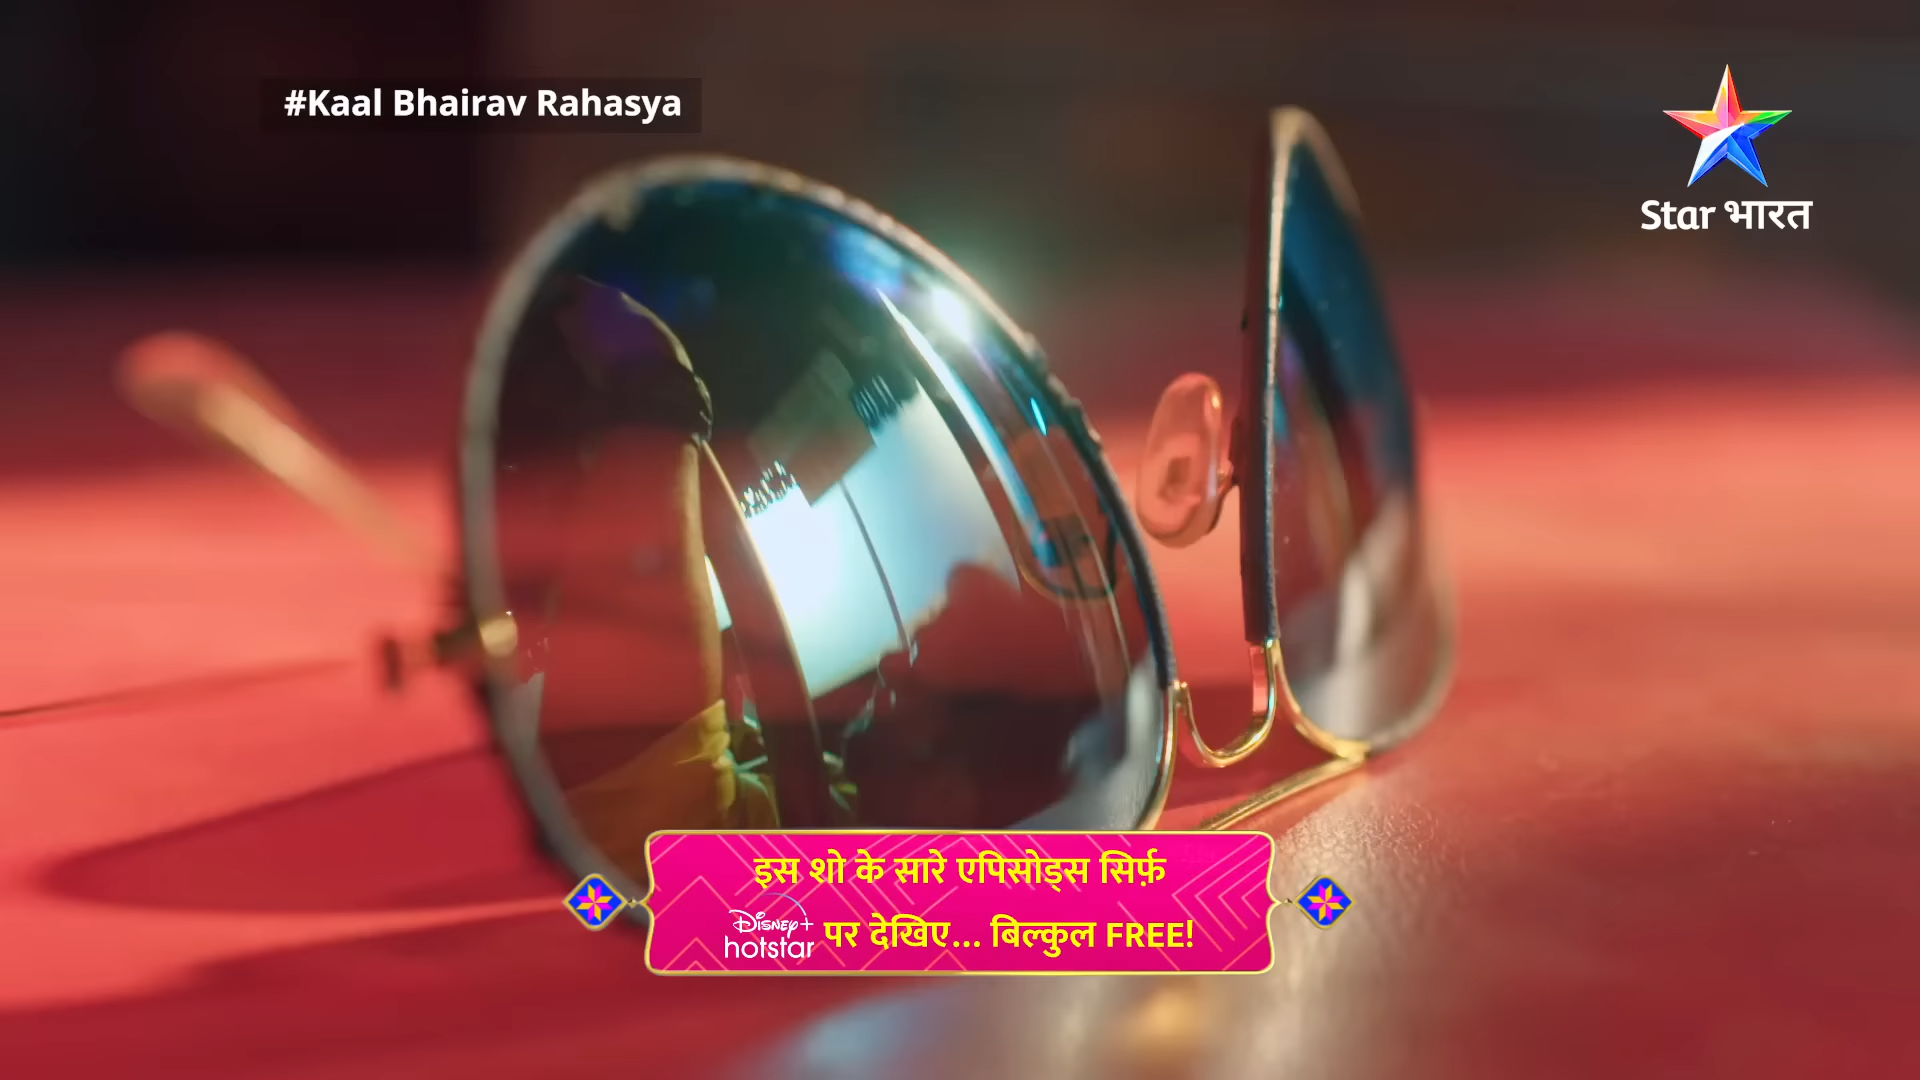 #Kaal Bhairav Rahasya
Star भारत
इस शो के सारे एपिसोड्स सिर्फ़
Disney+ hotstar पर देखिए... बिल्कुल FREE!